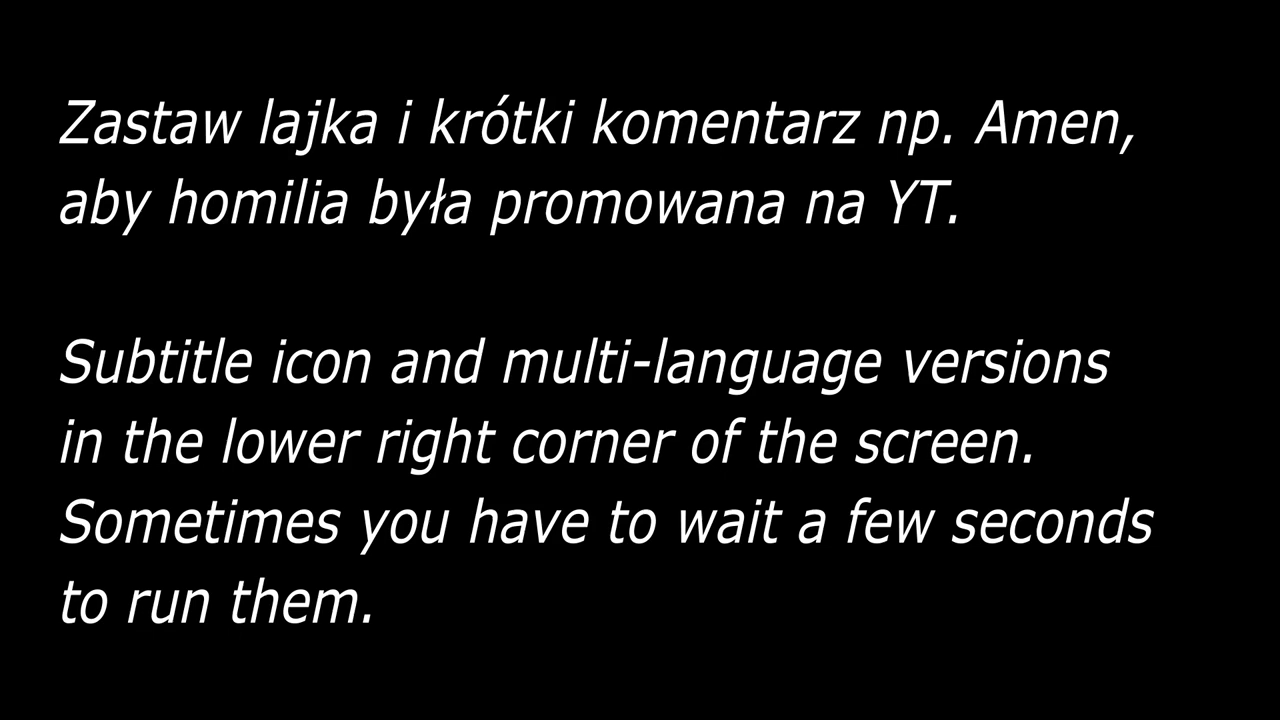 Zastaw lajka i krótki komentarz np. Amen,
aby homilia była promowana na YT.
Subtitle icon and multi-language versions
in the lower right corner of the screen.
Sometimes you have to wait a few seconds
to run them.